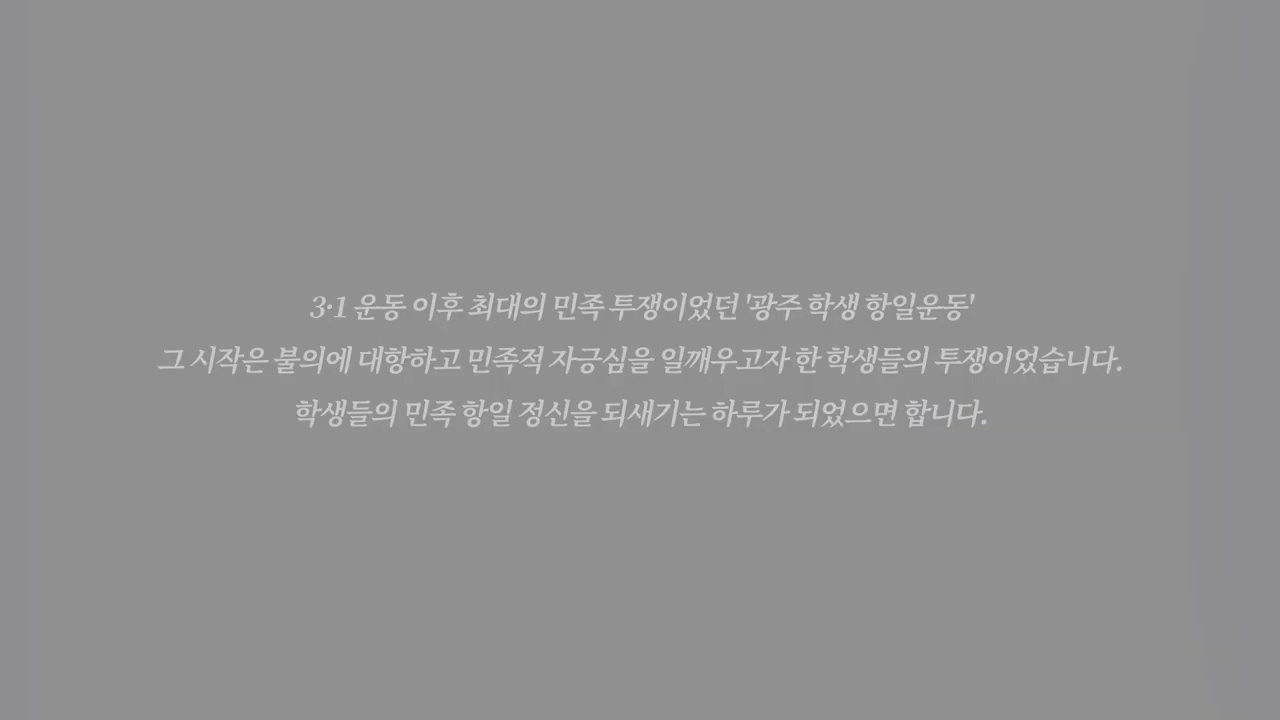 3·1 운동 이후 최대의 민족 투쟁이었던 '광주 학생 항일운동'
그 시작은 불의에 대항하고 민족적 자긍심을 일깨우고자 한 학생들의 투쟁이었습니다.
학생들의 민족 항일 정신을 되새기는 하루가 되었으면 합니다.